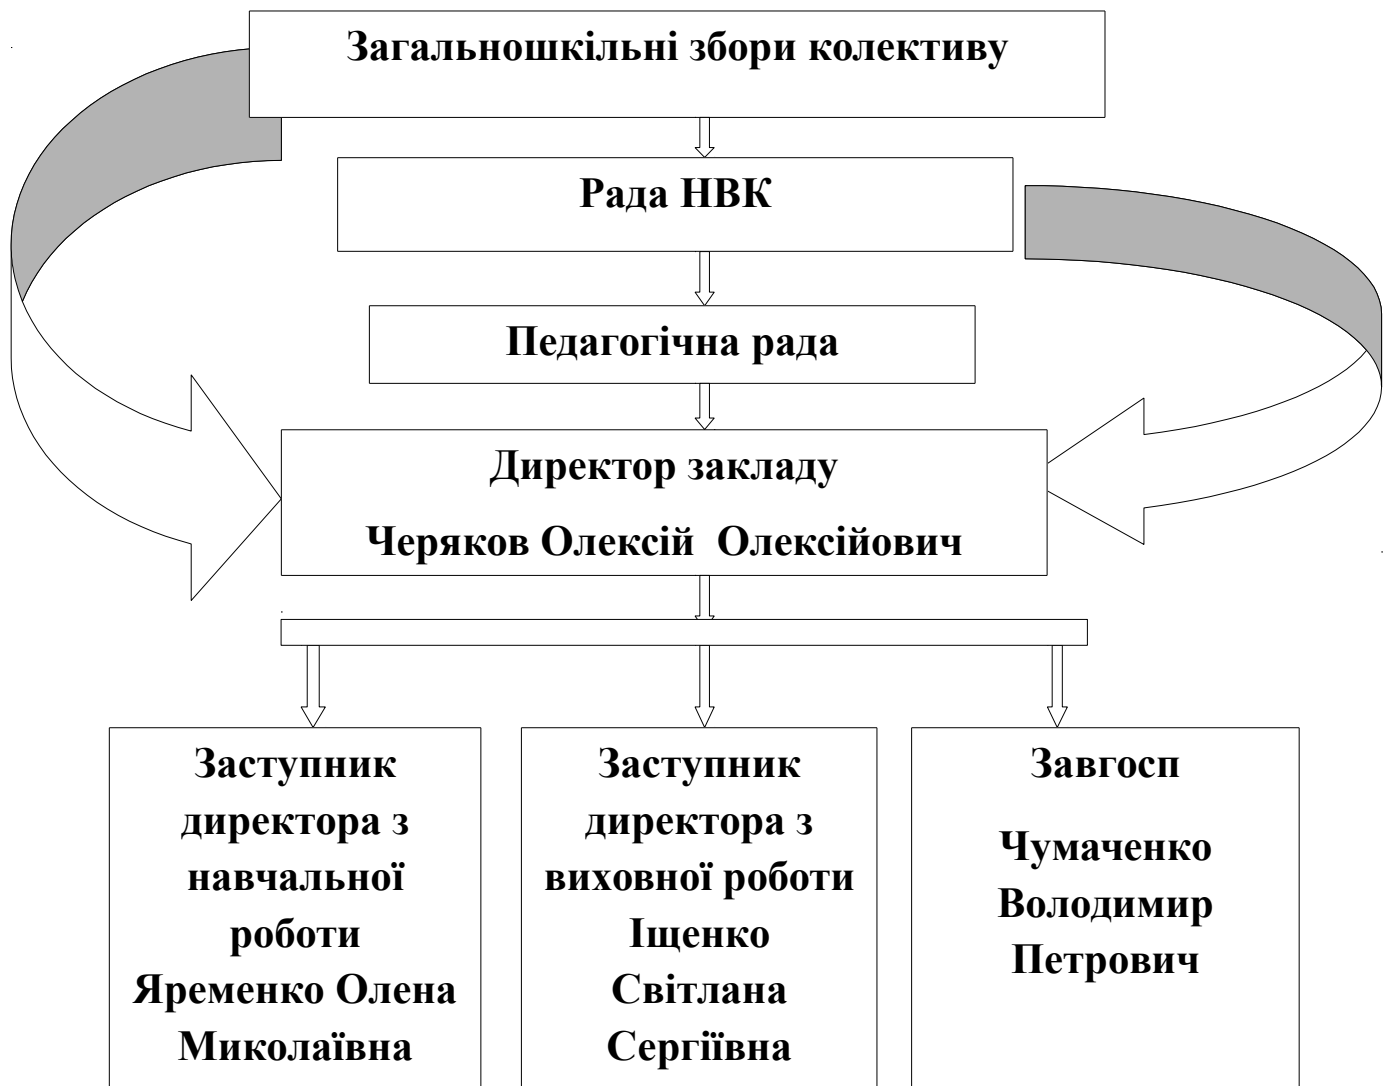 Загальношкільні збори колективу
Рада НВК
Педагогічна рада
Директор закладу
Черяков Олексій  Олексійович
Заступник
директора з
навчальної
роботи
Яременко Олена
Миколаївна
Заступник
директора з
виховної роботи
Іщенко
Світлана
Сергіївна
Завгосп
Чумаченко
Володимир
Петрович